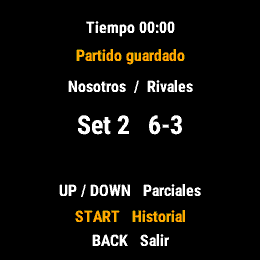 Tiempo 00:00
Partido guardado
Nosotros / Rivales
Set 2 6-3
UP / DOWN Parciales
START Historial
BACK Salir